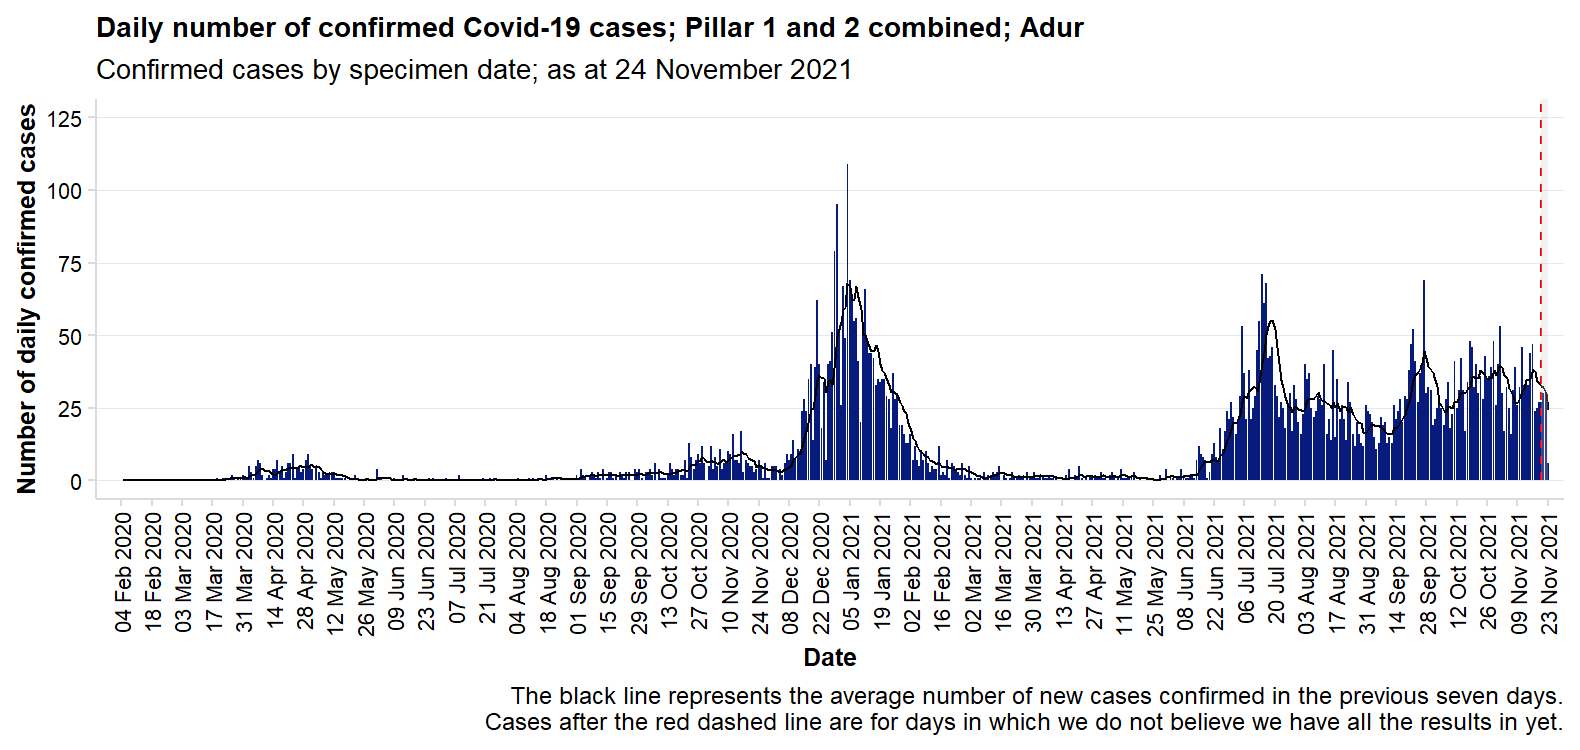 Daily number of confirmed Covid-19 cases; Pillar 1 and 2 combined; Adur
Confirmed cases by specimen date; as at 24 November 2021
Number of daily confirmed cases
125
100
75
50
25
0
04 Feb 2020
18 Feb 2020
03 Mar 2020
17 Mar 2020
31 Mar 2020
14 Apr 2020
28 Apr 2020
12 May 2020
26 May 2020
09 Jun 2020
23 Jun 2020
07 Jul 2020
21 Jul 2020
04 Aug 2020
18 Aug 2020
01 Sep 2020
15 Sep 2020
29 Sep 2020
13 Oct 2020
27 Oct 2020
10 Nov 2020
24 Nov 2020
08 Dec 2020
22 Dec 2020
05 Jan 2021
19 Jan 2021
02 Feb 2021
16 Feb 2021
02 Mar 2021
16 Mar 2021
30 Mar 2021
13 Apr 2021
27 Apr 2021
11 May 2021
25 May 2021
08 Jun 2021
22 Jun 2021
06 Jul 2021
20 Jul 2021
03 Aug 2021
17 Aug 2021
31 Aug 2021
14 Sep 2021
28 Sep 2021
12 Oct 2021
26 Oct 2021
09 Nov 2021
23 Nov 2021
Date
The black line represents the average number of new cases confirmed in the previous seven days.
Cases after the red dashed line are for days in which we do not believe we have all the results in yet.